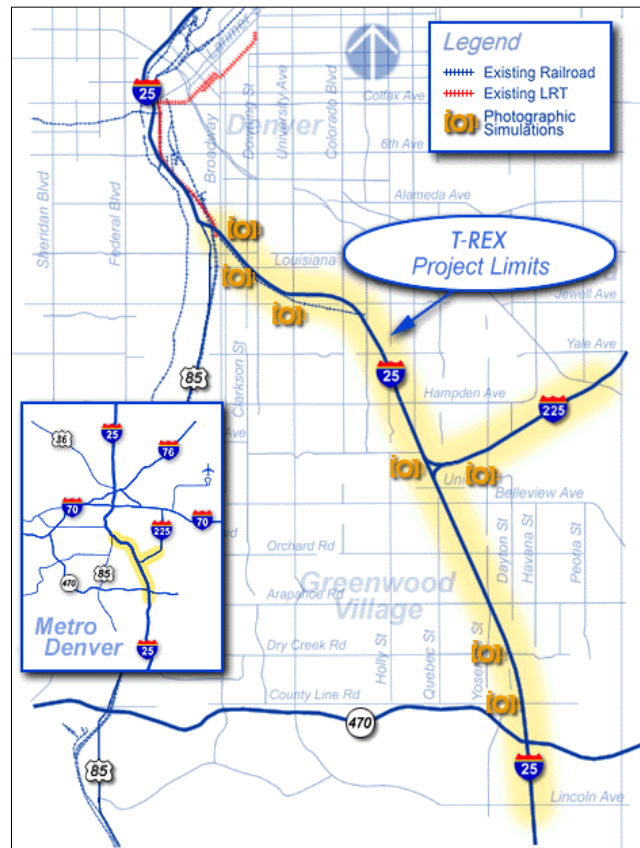 Legend
Existing Railroad
Existing LRT
Photographic
Simulations
25
Larimer
Denver
Colfax Ave
6th Ave
Alameda Ave
Sheridan Blvd
Federal Blvd
Broadway
Downing St
University Ave
Colorado Blvd
T-REX
Project Limits
Louisiana
Jewell Ave
Yale Ave
85
Clarkson St
25
Hampden Ave
225
Belleview Ave
Orchard Rd
Greenwood
Village
Arapahoe Rd
Dry Creek Rd
County Line Rd
Holly St
Quebec St
Dayton St
Havana St
Peoria St
470
25
Lincoln Ave
85
36
25
76
70
225
70
470
85
Metro
Denver
25